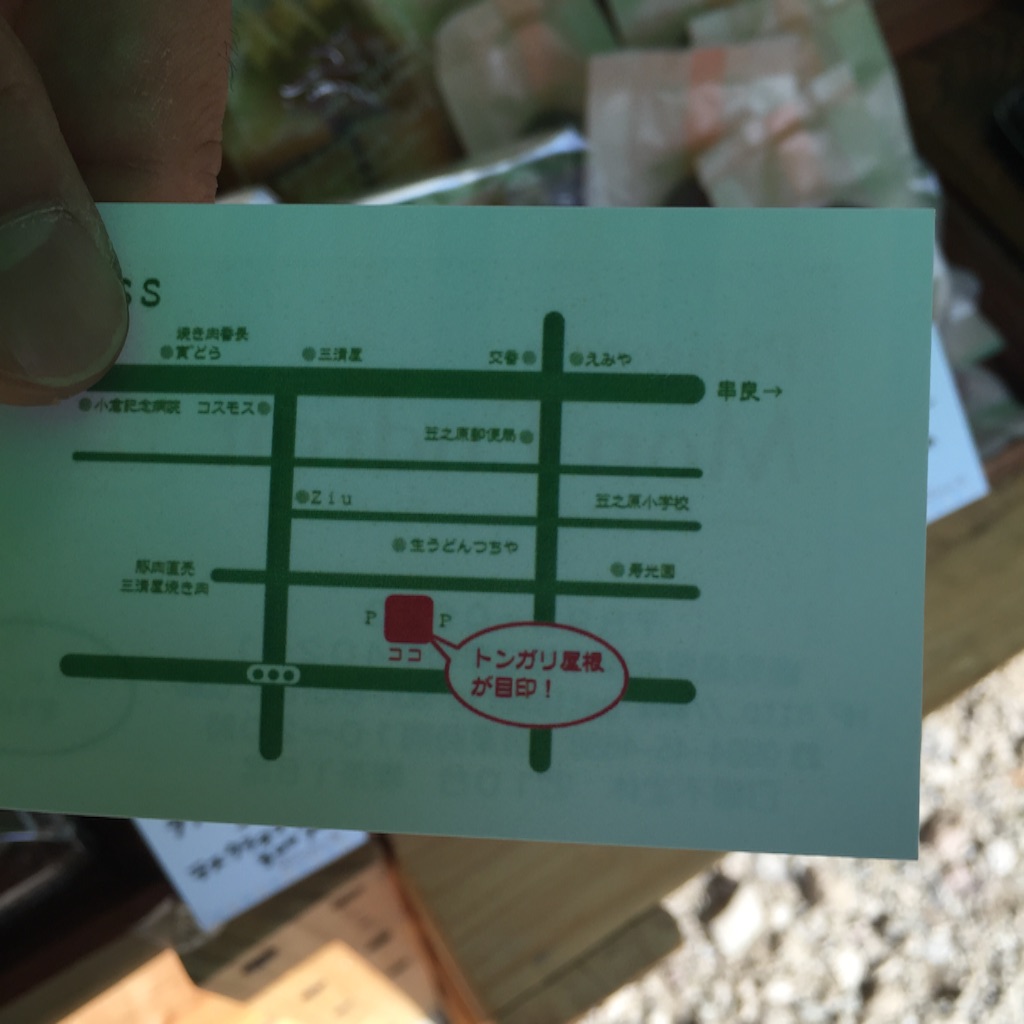 SS
焼き肉番長
寅どら
三清屋
交番
えみや
串良→
小倉記念病院
コスモス
笠之原郵便局
Ziu
笠之原小学校
生うどんつちや
寿光園
豚肉直売
三清屋焼き肉
P
P
ココ
トンガリ屋根
が目印!